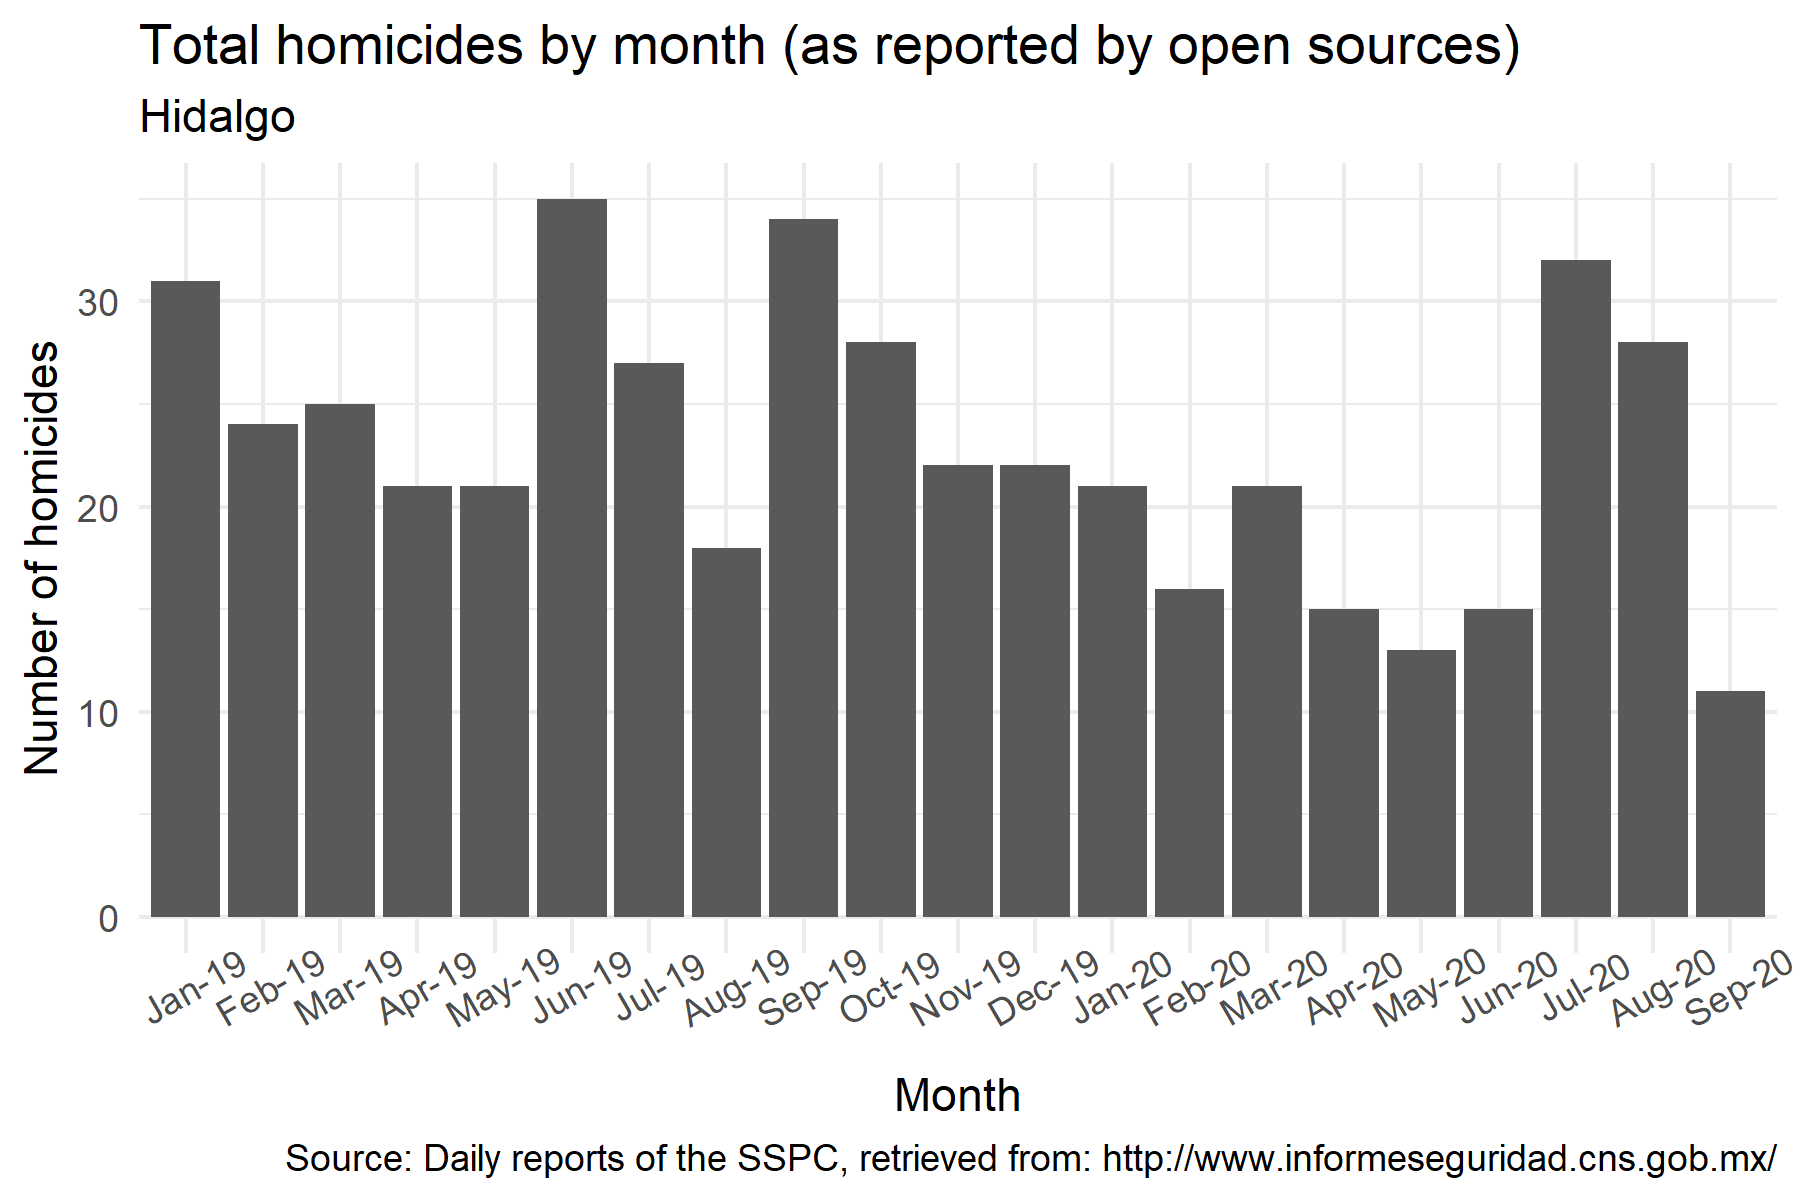 Total homicides by month (as reported by open sources)
Hidalgo
Number of homicides
30
20
10
0
Jan-19
Feb-19
Mar-19
Apr-19
May-19
Jun-19
Jul-19
Aug-19
Sep-19
Oct-19
Nov-19
Dec-19
Jan-20
Feb-20
Mar-20
Apr-20
May-20
Jun-20
Jul-20
Aug-20
Sep-20
Month
Source: Daily reports of the SSPC, retrieved from: http://www.informeseguridad.cns.gob.mx/